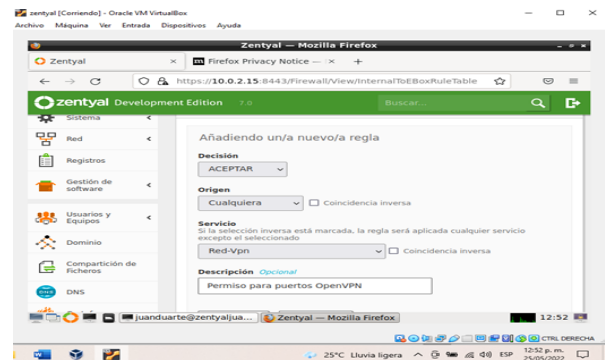 zentyal [Corriendo] - Oracle VM VirtualBox
Archivo Máquina Ver Entrada Dispositivos Ayuda
Zentyal — Mozilla Firefox
Zentyal
Firefox Privacy Notice —
https://10.0.2.15:8443/Firewall/View/InternalToEBoxRuleTable
zentyal Development Edition 7.0
Buscar...
Sistema
Red
Registros
Gestión de software
Usuarios y Equipos
Dominio
Compartición de Ficheros
DNS
Añadiendo un/a nuevo/a regla
Decisión
ACEPTAR
Origen
Cualquiera
Coincidencia inversa
Servicio
Si la selección inversa está marcada, la regla será aplicada cualquier servicio
excepto el seleccionado
Red-Vpn
Coincidencia inversa
Descripción Opcional
Permiso para puertos OpenVPN
juanduarte@zentyaljua...
Zentyal — Mozilla Firefox
12:52
CTRL DERECHA
25°C Lluvia ligera
ESP
12:52 p. m.
25/05/2022